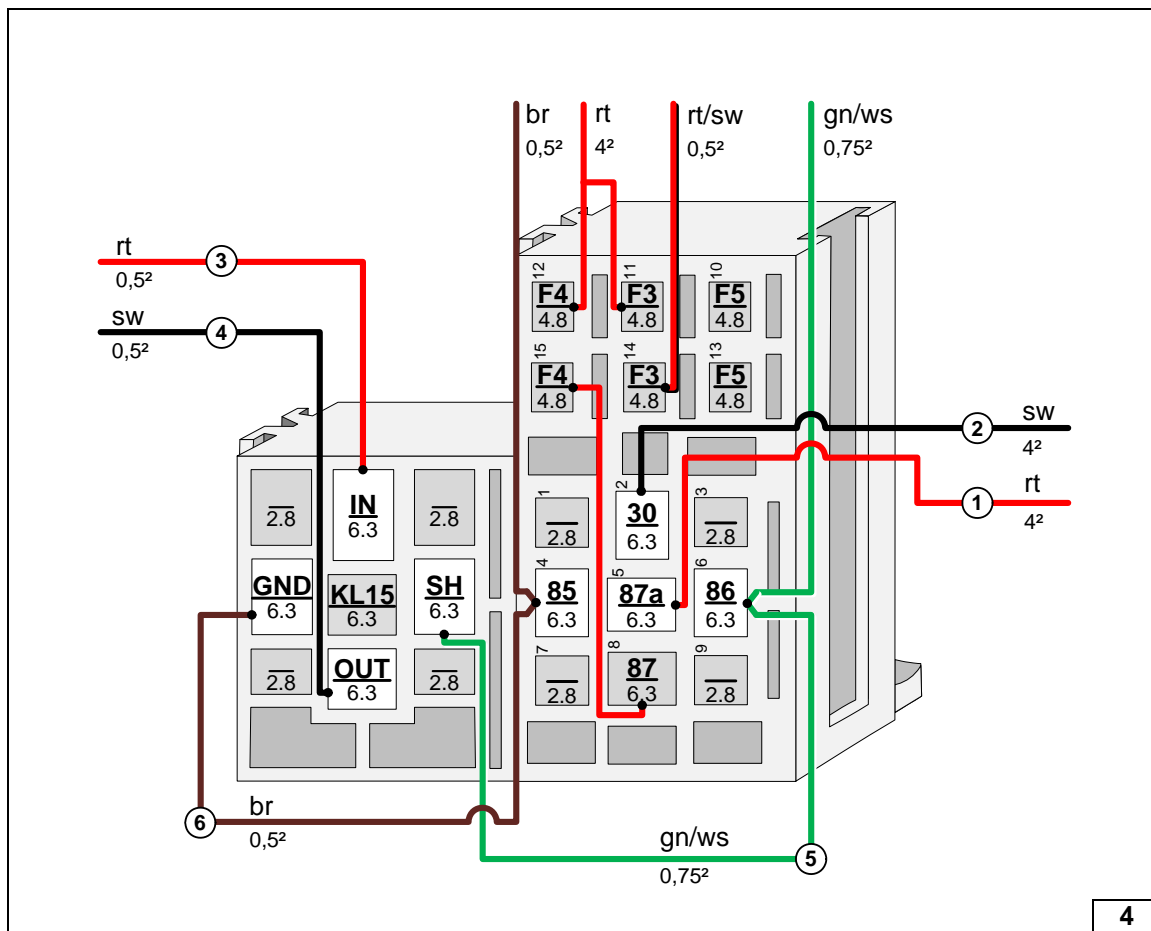 br rt rt/sw gn/ws
0,5² 4² 0,5² 0,75²
rt 3
0,5²
sw 4
0,5²
12 11 10
F4 F3 F5
4.8 4.8 4.8
15 14 13
F4 F3 F5
4.8 4.8 4.8
2 sw
4²
1 rt
4²
— IN —
2.8 6.3 2.8
GND KL15 SH
6.3 6.3 6.3
— OUT —
2.8 6.3 2.8
1 2 3
— 30 —
2.8 6.3 2.8
4 5 6
85 87a 86
6.3 6.3 6.3
7 8 9
— 87 —
2.8 6.3 2.8
6 br
0,5²
gn/ws 5
0,75²
4